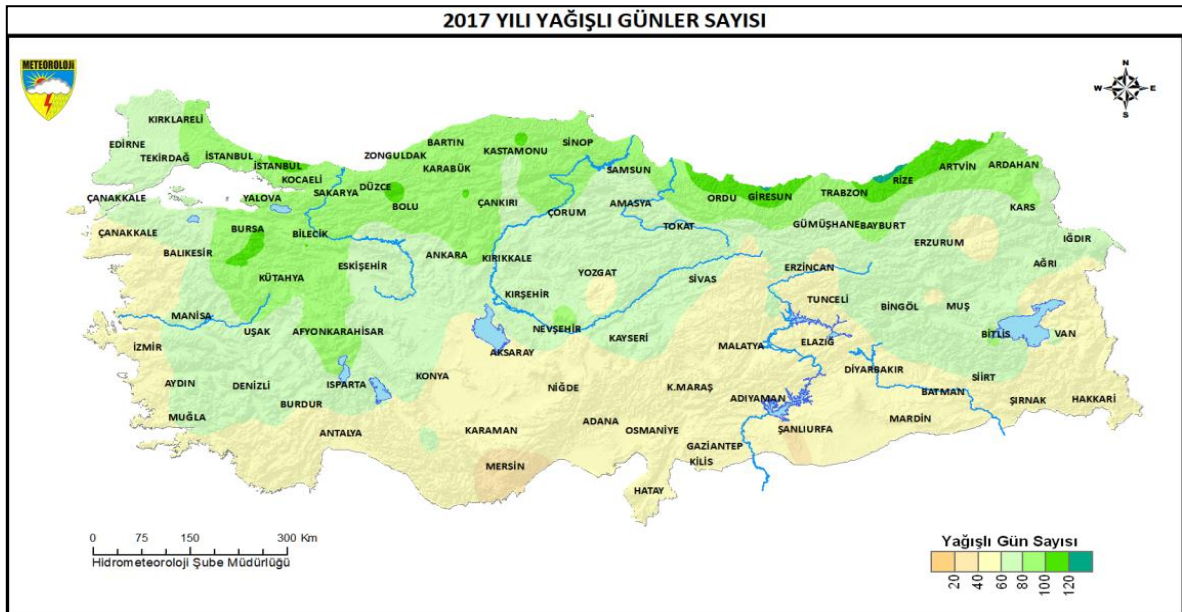 2017 YILI YAĞIŞLI GÜNLER SAYISI
METEOROLOJİ
N
W E
S
KIRKLARELİ
EDİRNE
TEKİRDAĞ
İSTANBUL
İSTANBUL
KOCAELİ
ZONGULDAK
BARTIN
KARABÜK
KASTAMONU
SİNOP
SAMSUN
ORDU
GİRESUN
TRABZON
RİZE
ARTVİN
ARDAHAN
ÇANAKKALE
YALOVA
SAKARYA
DÜZCE
BOLU
ÇANKIRI
ÇORUM
AMASYA
TOKAT
GÜMÜŞHANE
BAYBURT
KARS
ÇANAKKALE
BALIKESİR
BURSA
BİLECİK
ESKİŞEHİR
ANKARA
KIRIKKALE
YOZGAT
SİVAS
ERZİNCAN
ERZURUM
IĞDIR
AĞRI
KÜTAHYA
KIRŞEHİR
TUNCELİ
BİNGÖL
MUŞ
MANİSA
UŞAK
AFYONKARAHİSAR
NEVŞEHİR
KAYSERİ
MALATYA
ELAZIĞ
BİTLİS
VAN
İZMİR
AKSARAY
DİYARBAKIR
SİİRT
AYDIN
DENİZLİ
ISPARTA
KONYA
NİĞDE
K.MARAŞ
ADIYAMAN
BATMAN
ŞIRNAK
HAKKARİ
MUĞLA
BURDUR
ANTALYA
KARAMAN
ADANA
OSMANİYE
GAZİANTEP
KİLİS
ŞANLIURFA
MARDİN
MERSİN
HATAY
0 75 150 300 Km
Hidrometeoroloji Şube Müdürlüğü
Yağışlı Gün Sayısı
20 40 60 80 100 120